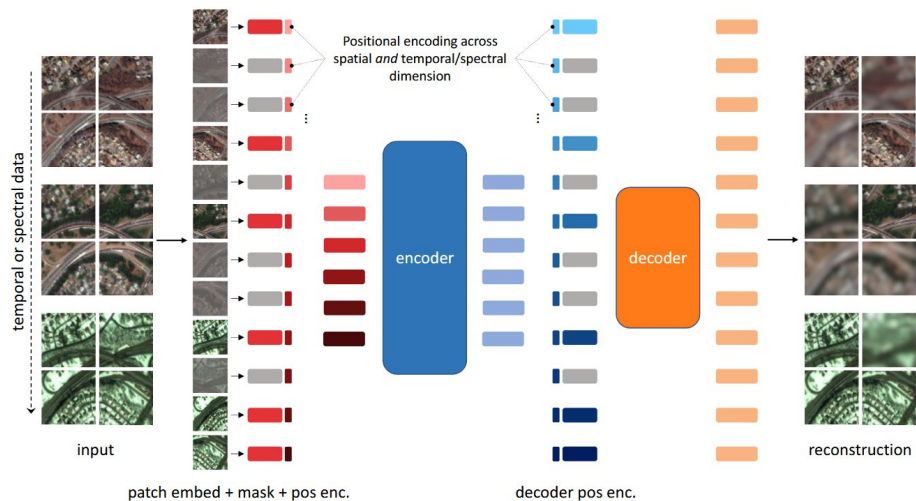 Positional encoding across
spatial and temporal/spectral
dimension
...
...
temporal or spectral data
encoder
decoder
input
reconstruction
patch embed + mask + pos enc.
decoder pos enc.